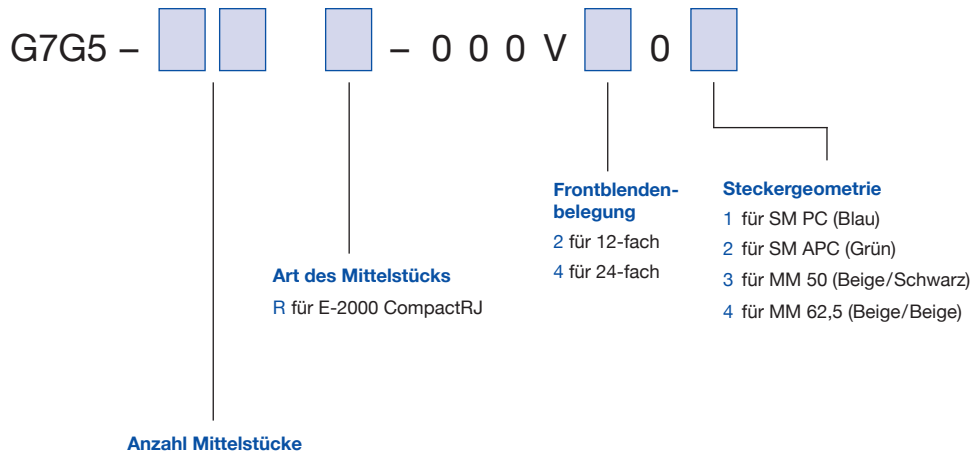 G7G5 – – 0 0 0 V 0
Frontblenden-
belegung
2 für 12-fach
4 für 24-fach
Steckergeometrie
1 für SM PC (Blau)
2 für SM APC (Grün)
3 für MM 50 (Beige/Schwarz)
4 für MM 62,5 (Beige/Beige)
Art des Mittelstücks
R für E-2000 CompactRJ
Anzahl Mittelstücke